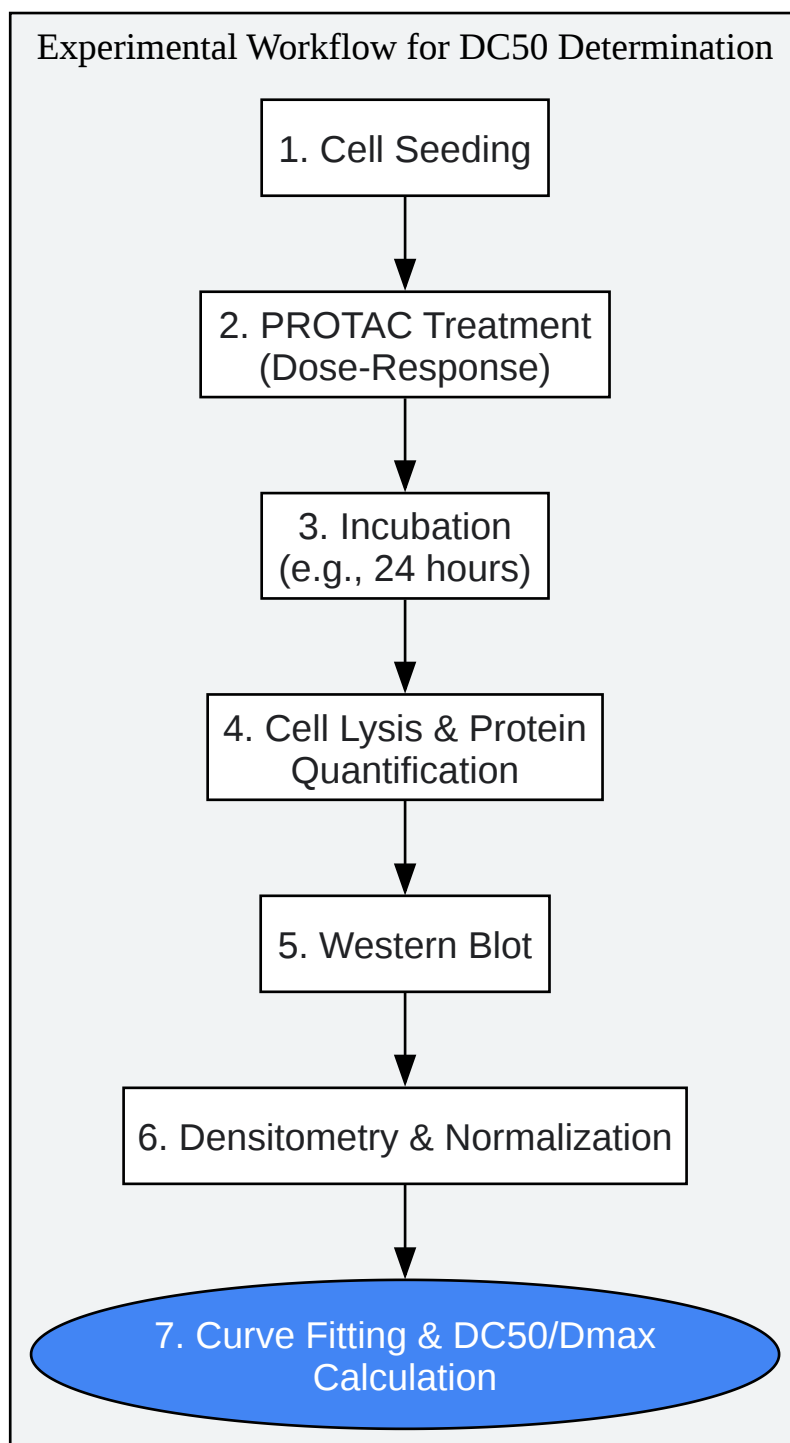 Experimental Workflow for DC50 Determination
1. Cell Seeding
2. PROTAC Treatment
(Dose-Response)
3. Incubation
(e.g., 24 hours)
4. Cell Lysis & Protein
Quantification
5. Western Blot
6. Densitometry & Normalization
7. Curve Fitting & DC50/Dmax
Calculation